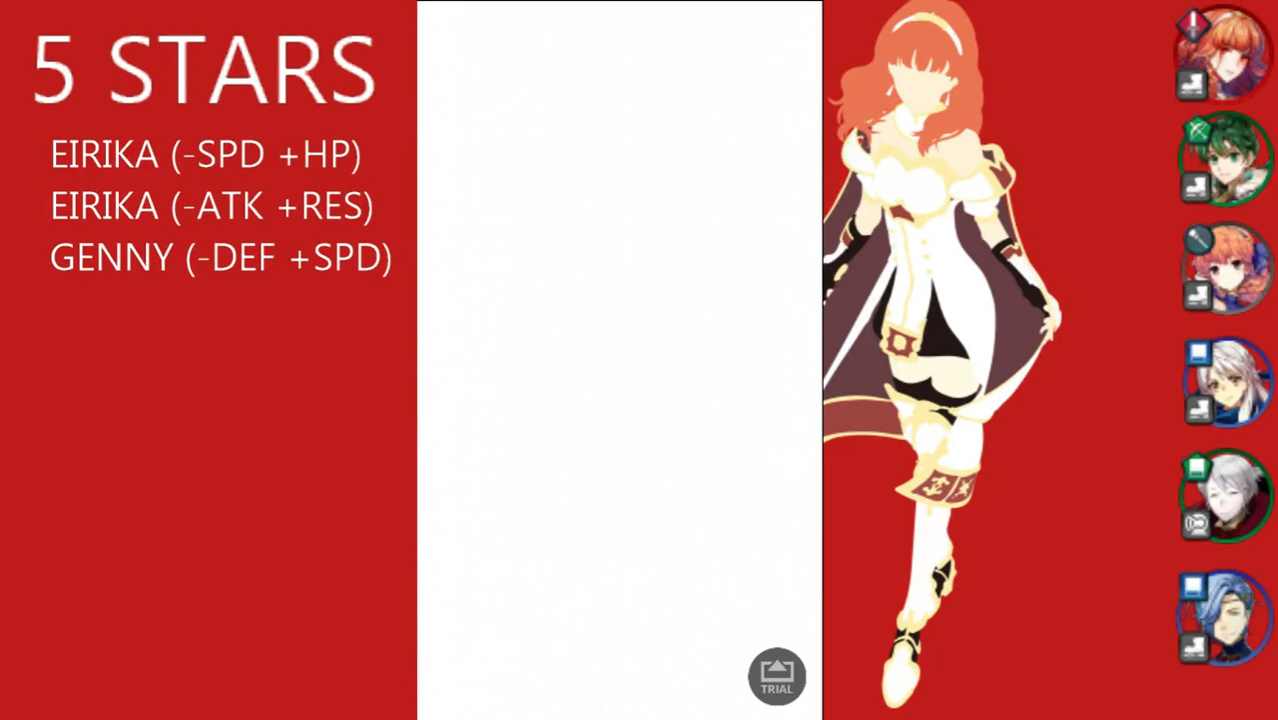 5 STARS
EIRIKA (-SPD +HP)
EIRIKA (-ATK +RES)
GENNY (-DEF +SPD)
TRIAL